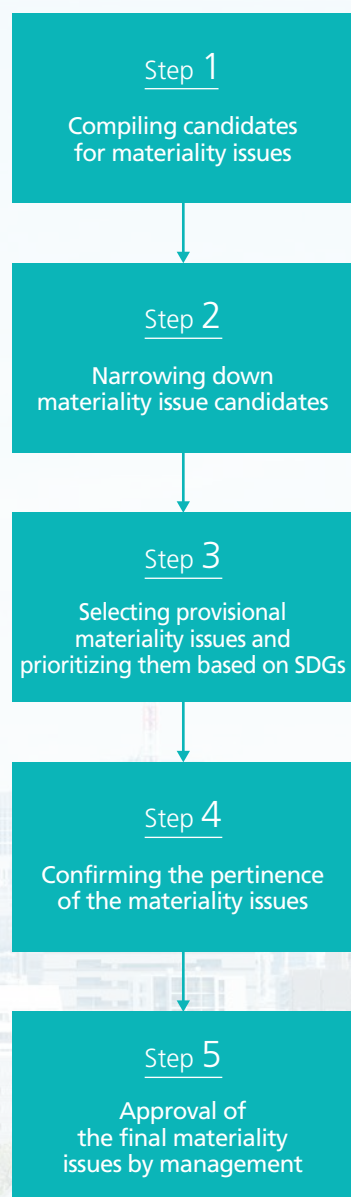 Step 1
Compiling candidates
for materiality issues
Step 2
Narrowing down
materiality issue candidates
Step 3
Selecting provisional
materiality issues and
prioritizing them based on SDGs
Step 4
Confirming the pertinence
of the materiality issues
Step 5
Approval of
the final materiality
issues by management